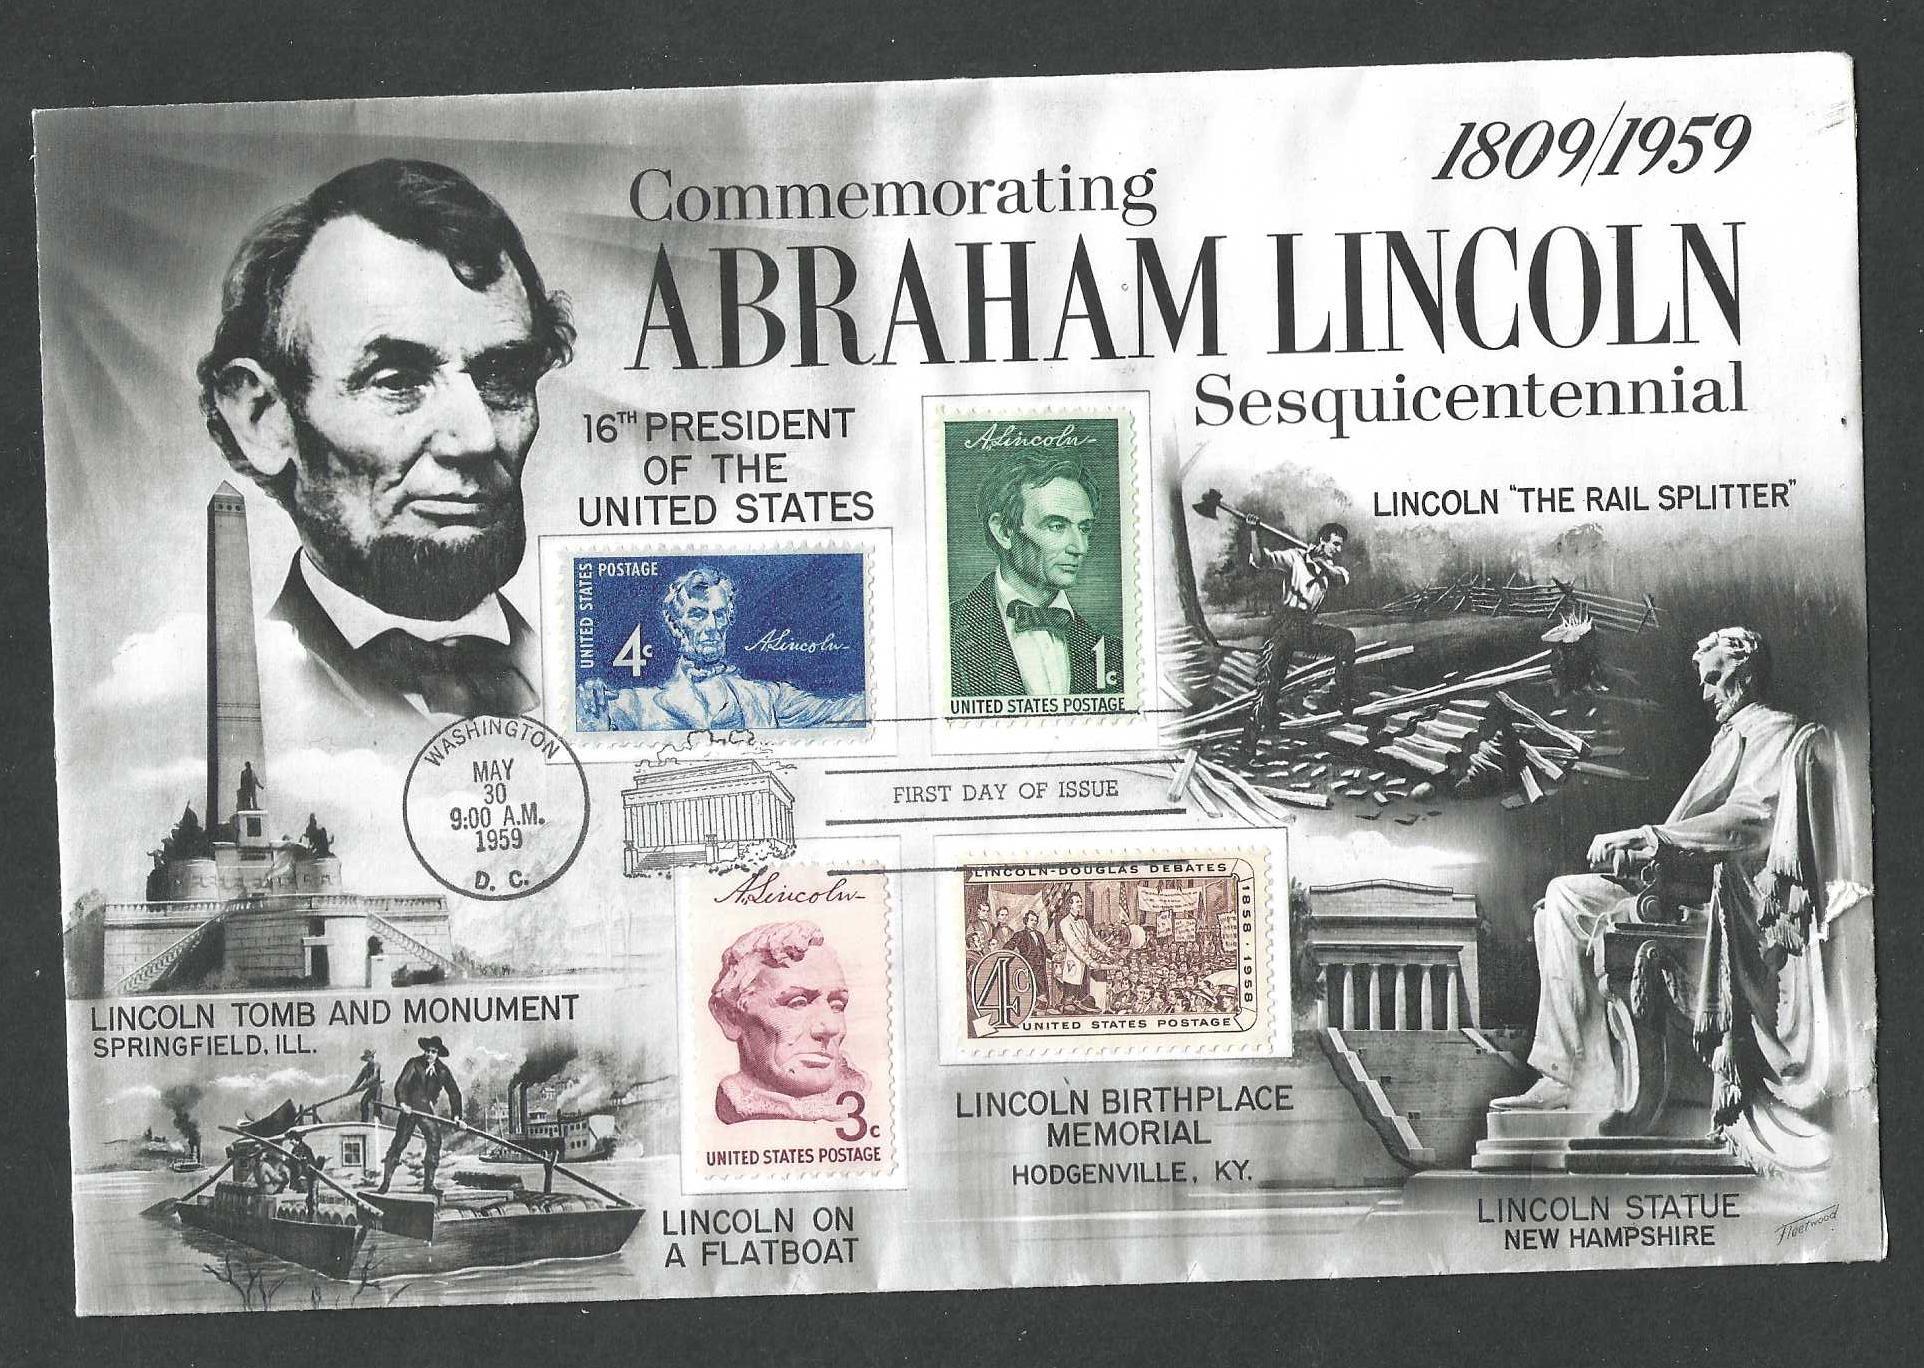 1809/1959
Commemorating
ABRAHAM LINCOLN
Sesquicentennial
16TH PRESIDENT
OF THE
UNITED STATES
LINCOLN "THE RAIL SPLITTER"
A. Lincoln
1c
UNITED STATES POSTAGE
UNITED STATES POSTAGE
4c
A. Lincoln
WASHINGTON
MAY
30
9:00 A.M.
1959
D. C.
FIRST DAY OF ISSUE
A. Lincoln
3c
UNITED STATES POSTAGE
LINCOLN-DOUGLAS DEBATES
1858 · 1958
4c
UNITED STATES POSTAGE
LINCOLN TOMB AND MONUMENT
SPRINGFIELD, ILL.
LINCOLN ON
A FLATBOAT
LINCOLN BIRTHPLACE
MEMORIAL
HODGENVILLE, KY.
LINCOLN STATUE
NEW HAMPSHIRE
Fleetwood